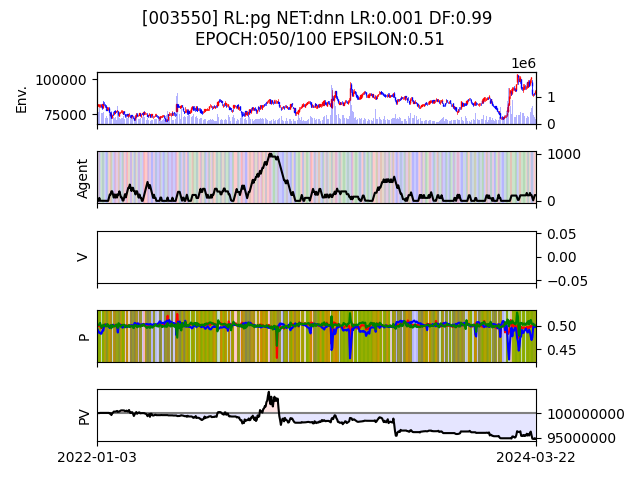 [003550] RL:pg NET:dnn LR:0.001 DF:0.99
EPOCH:050/100 EPSILON:0.51
1e6
Env.
100000
75000
1
0
Agent
1000
0
V
0.05
0.00
−0.05
P
0.50
0.45
PV
100000000
95000000
2022-01-03
2024-03-22